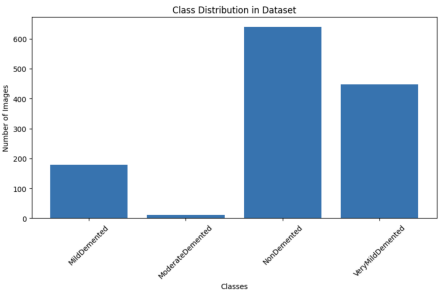 Class Distribution in Dataset
Number of Images
600
500
400
300
200
100
0
MildDemented
ModerateDemented
NonDemented
VeryMildDemented
Classes